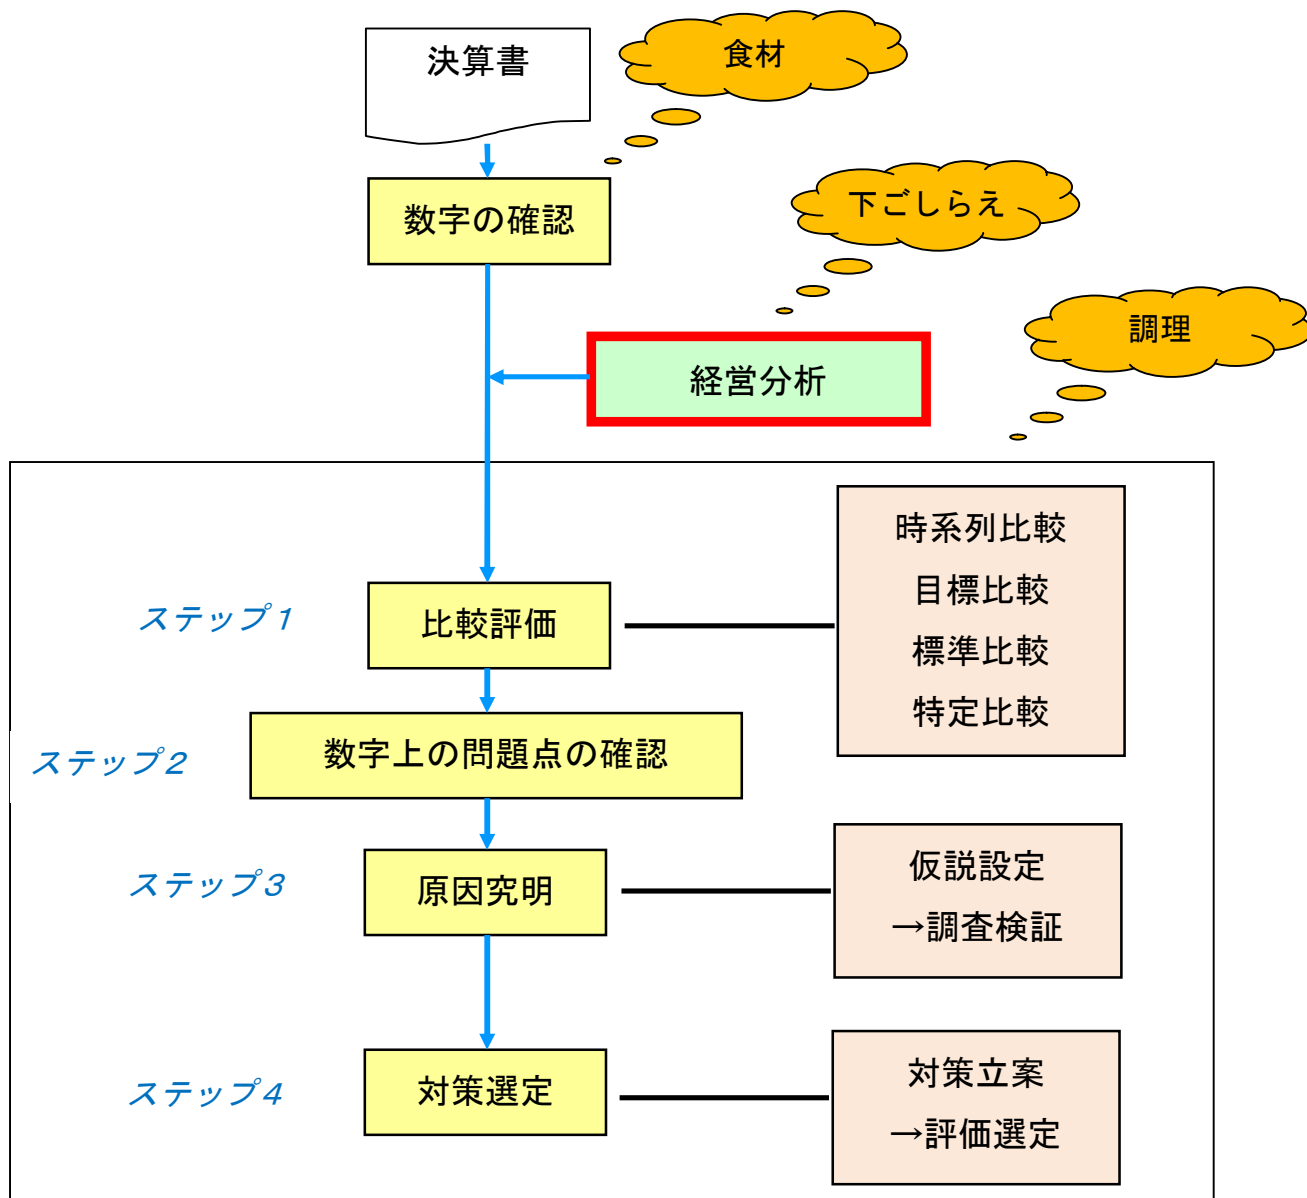 決算書
食材
数字の確認
下ごしらえ
調理
経営分析
ステップ１
比較評価
時系列比較
目標比較
標準比較
特定比較
ステップ２
数字上の問題点の確認
ステップ３
原因究明
仮説設定
→調査検証
ステップ４
対策選定
対策立案
→評価選定